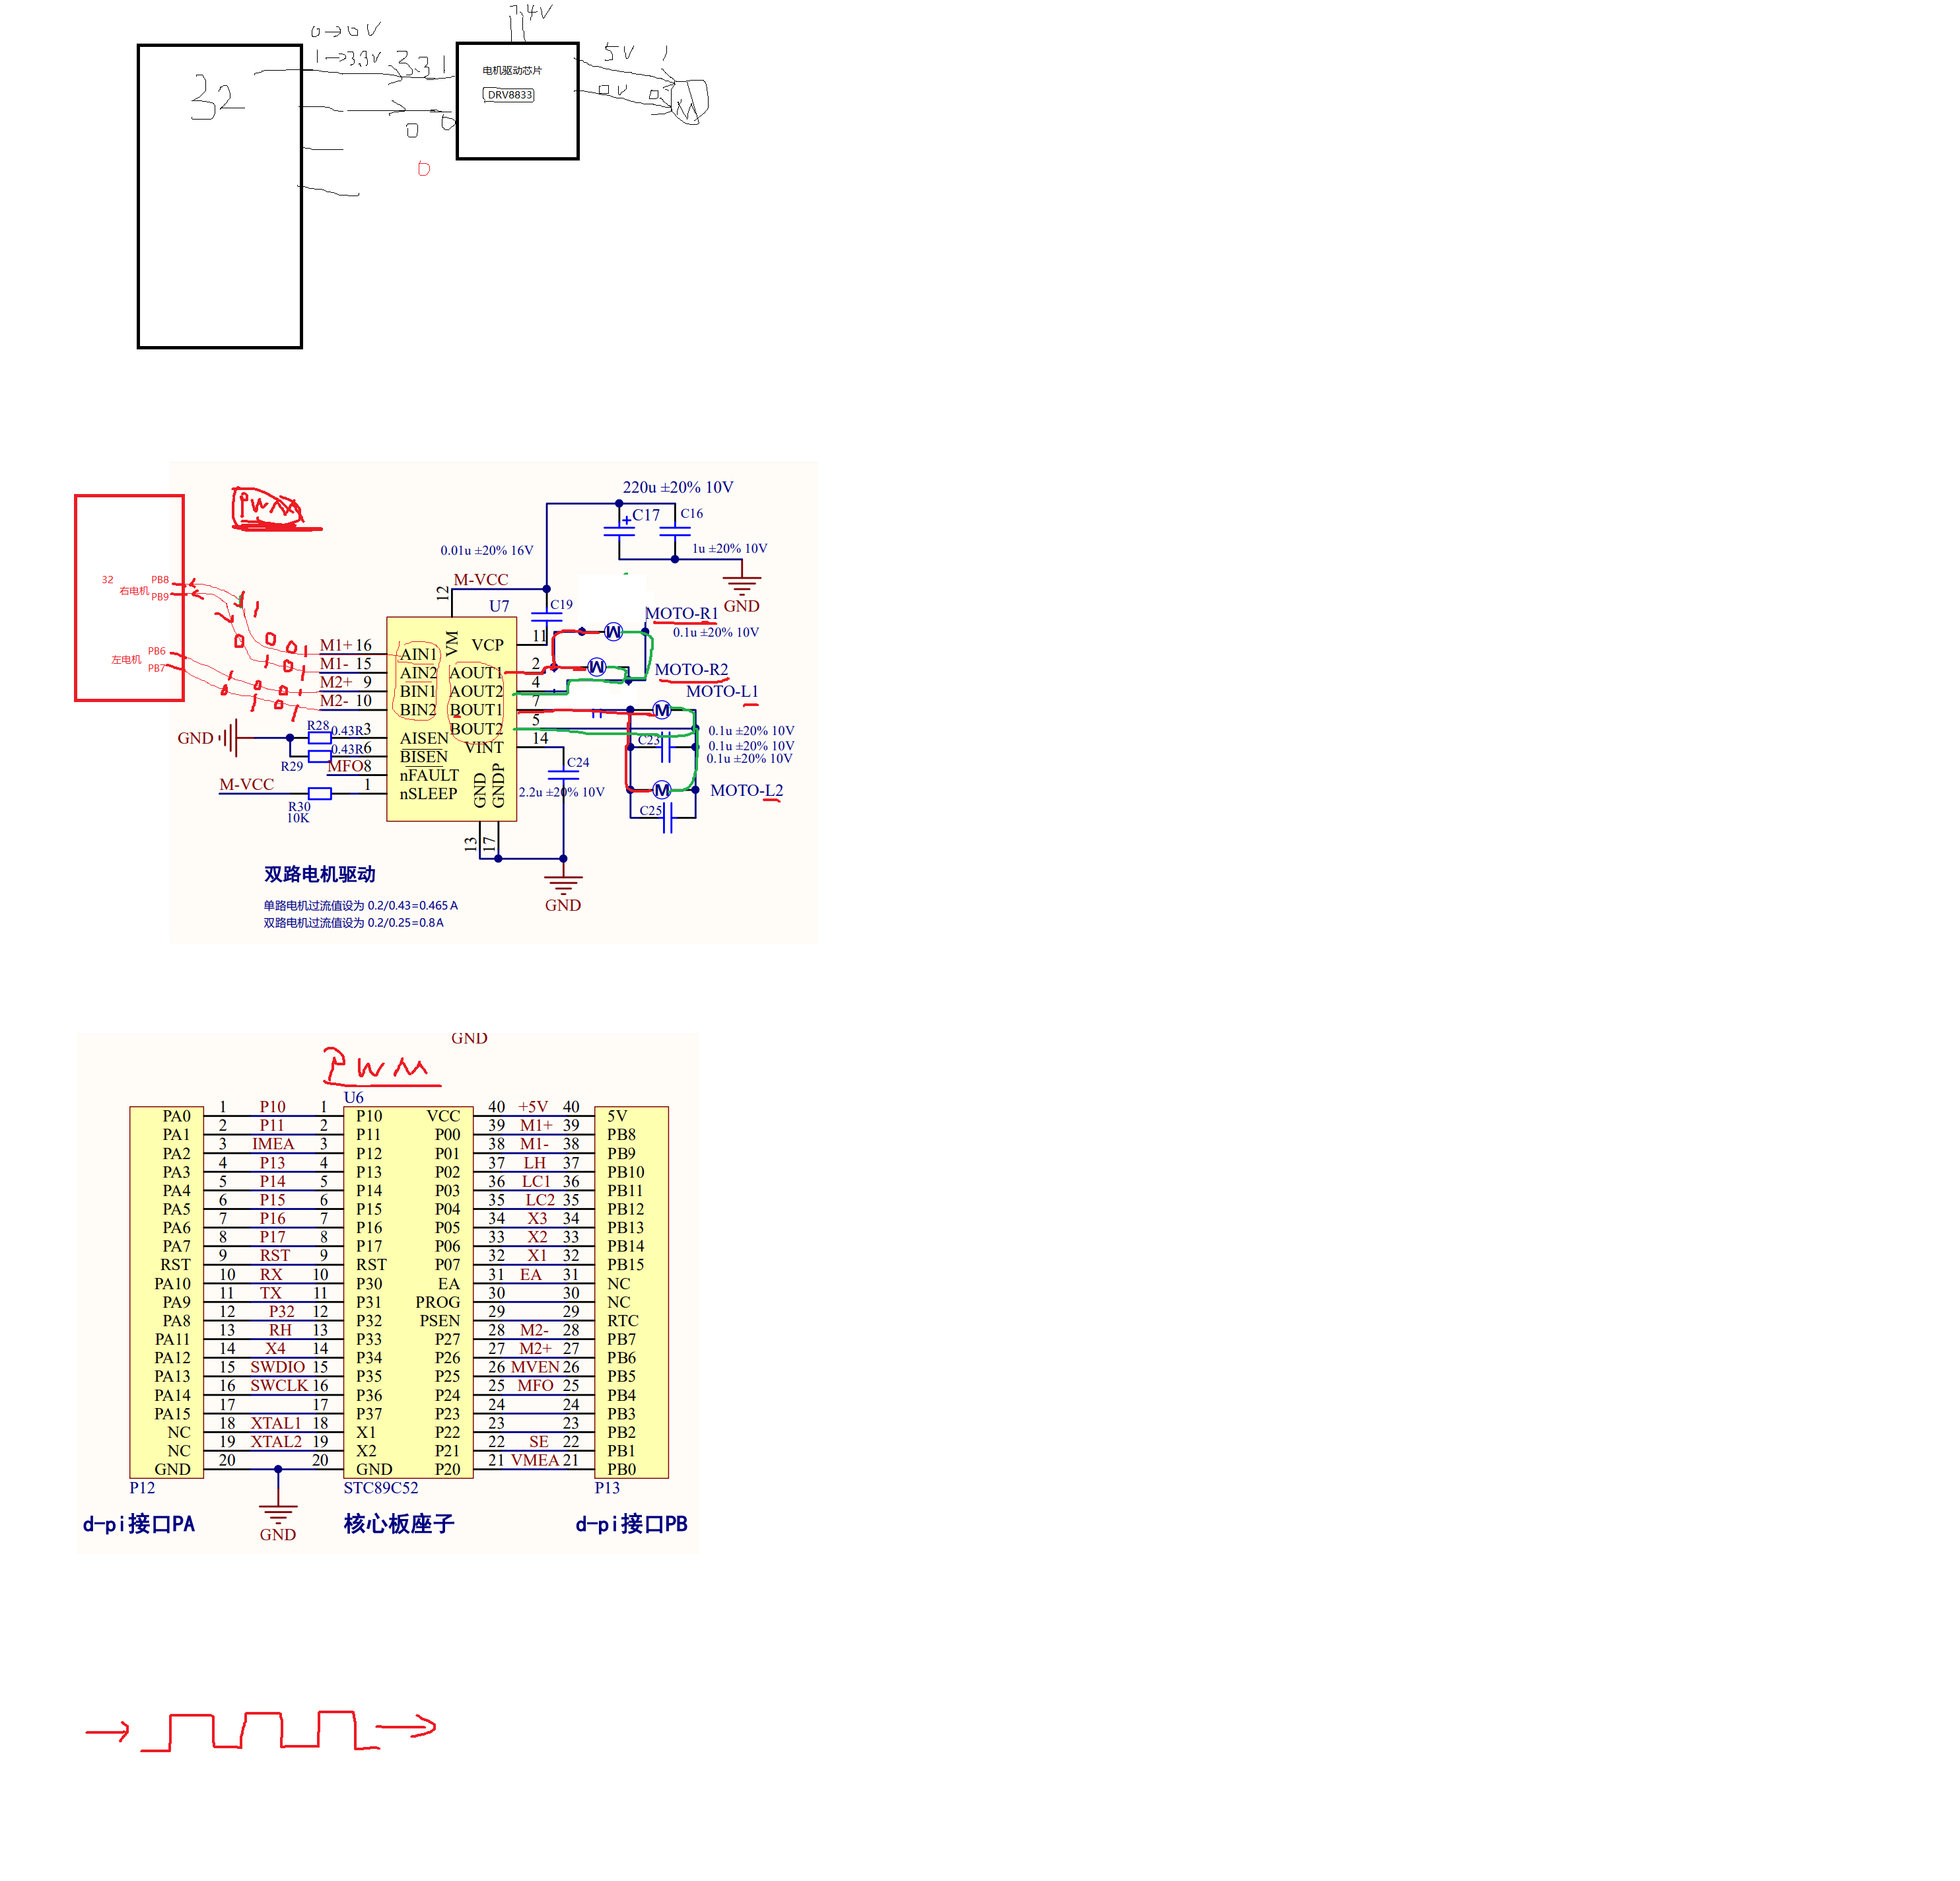 7.4V
0→0V
1→3.3V
3.3
1
5V
1
32
电机驱动芯片
DRV8833
0V
0
M
0
0
0
PWM
220u ±20% 10V
C17
C16
0.01u ±20% 16V
1u ±20% 10V
M-VCC
12
GND
U7
C19
32
PB8
右电机
PB9
MOTO-R1
0.1u ±20% 10V
VM
VCP
11
M1+ 16
AIN1
M1- 15
AIN2
AOUT1
2
MOTO-R2
M2+ 9
BIN1
AOUT2
4
MOTO-L1
M2- 10
BIN2
BOUT1
7
PB6
左电机
PB7
BOUT2
5
GND
R28
0.43R
3
AISEN
VINT
14
0.43R
6
BISEN
R29
MFO 8
nFAULT
M-VCC
1
nSLEEP
R30
10K
GND
GNDP
13
17
C23
0.1u ±20% 10V
0.1u ±20% 10V
0.1u ±20% 10V
C24
2.2u ±20% 10V
MOTO-L2
C25
GND
双路电机驱动
单路电机过流值设为 0.2/0.43=0.465A
双路电机过流值设为 0.2/0.25=0.8A
GND
PWM
U6
PA0 1 P10 1 P10 VCC 40 +5V 40 5V
PA1 2 P11 2 P11 P00 39 M1+ 39 PB8
PA2 3 IMEA 3 P12 P01 38 M1- 38 PB9
PA3 4 P13 4 P13 P02 37 LH 37 PB10
PA4 5 P14 5 P14 P03 36 LC1 36 PB11
PA5 6 P15 6 P15 P04 35 LC2 35 PB12
PA6 7 P16 7 P16 P05 34 X3 34 PB13
PA7 8 P17 8 P17 P06 33 X2 33 PB14
RST 9 RST 9 RST P07 32 X1 32 PB15
PA10 10 RX 10 P30 EA 31 EA 31 NC
PA9 11 TX 11 P31 PROG 30 30 NC
PA8 12 P32 12 P32 PSEN 29 29 RTC
PA11 13 RH 13 P33 P27 28 M2- 28 PB7
PA12 14 X4 14 P34 P26 27 M2+ 27 PB6
PA13 15 SWDIO 15 P35 P25 26 MVEN 26 PB5
PA14 16 SWCLK 16 P36 P24 25 MFO 25 PB4
PA15 17 17 P37 P23 24 24 PB3
NC 18 XTAL1 18 X1 P22 23 23 PB2
NC 19 XTAL2 19 X2 P21 22 SE 22 PB1
GND 20 20 GND P20 21 VMEA 21 PB0
P12
STC89C52
P13
d-pi接口PA
GND
核心板座子
d-pi接口PB